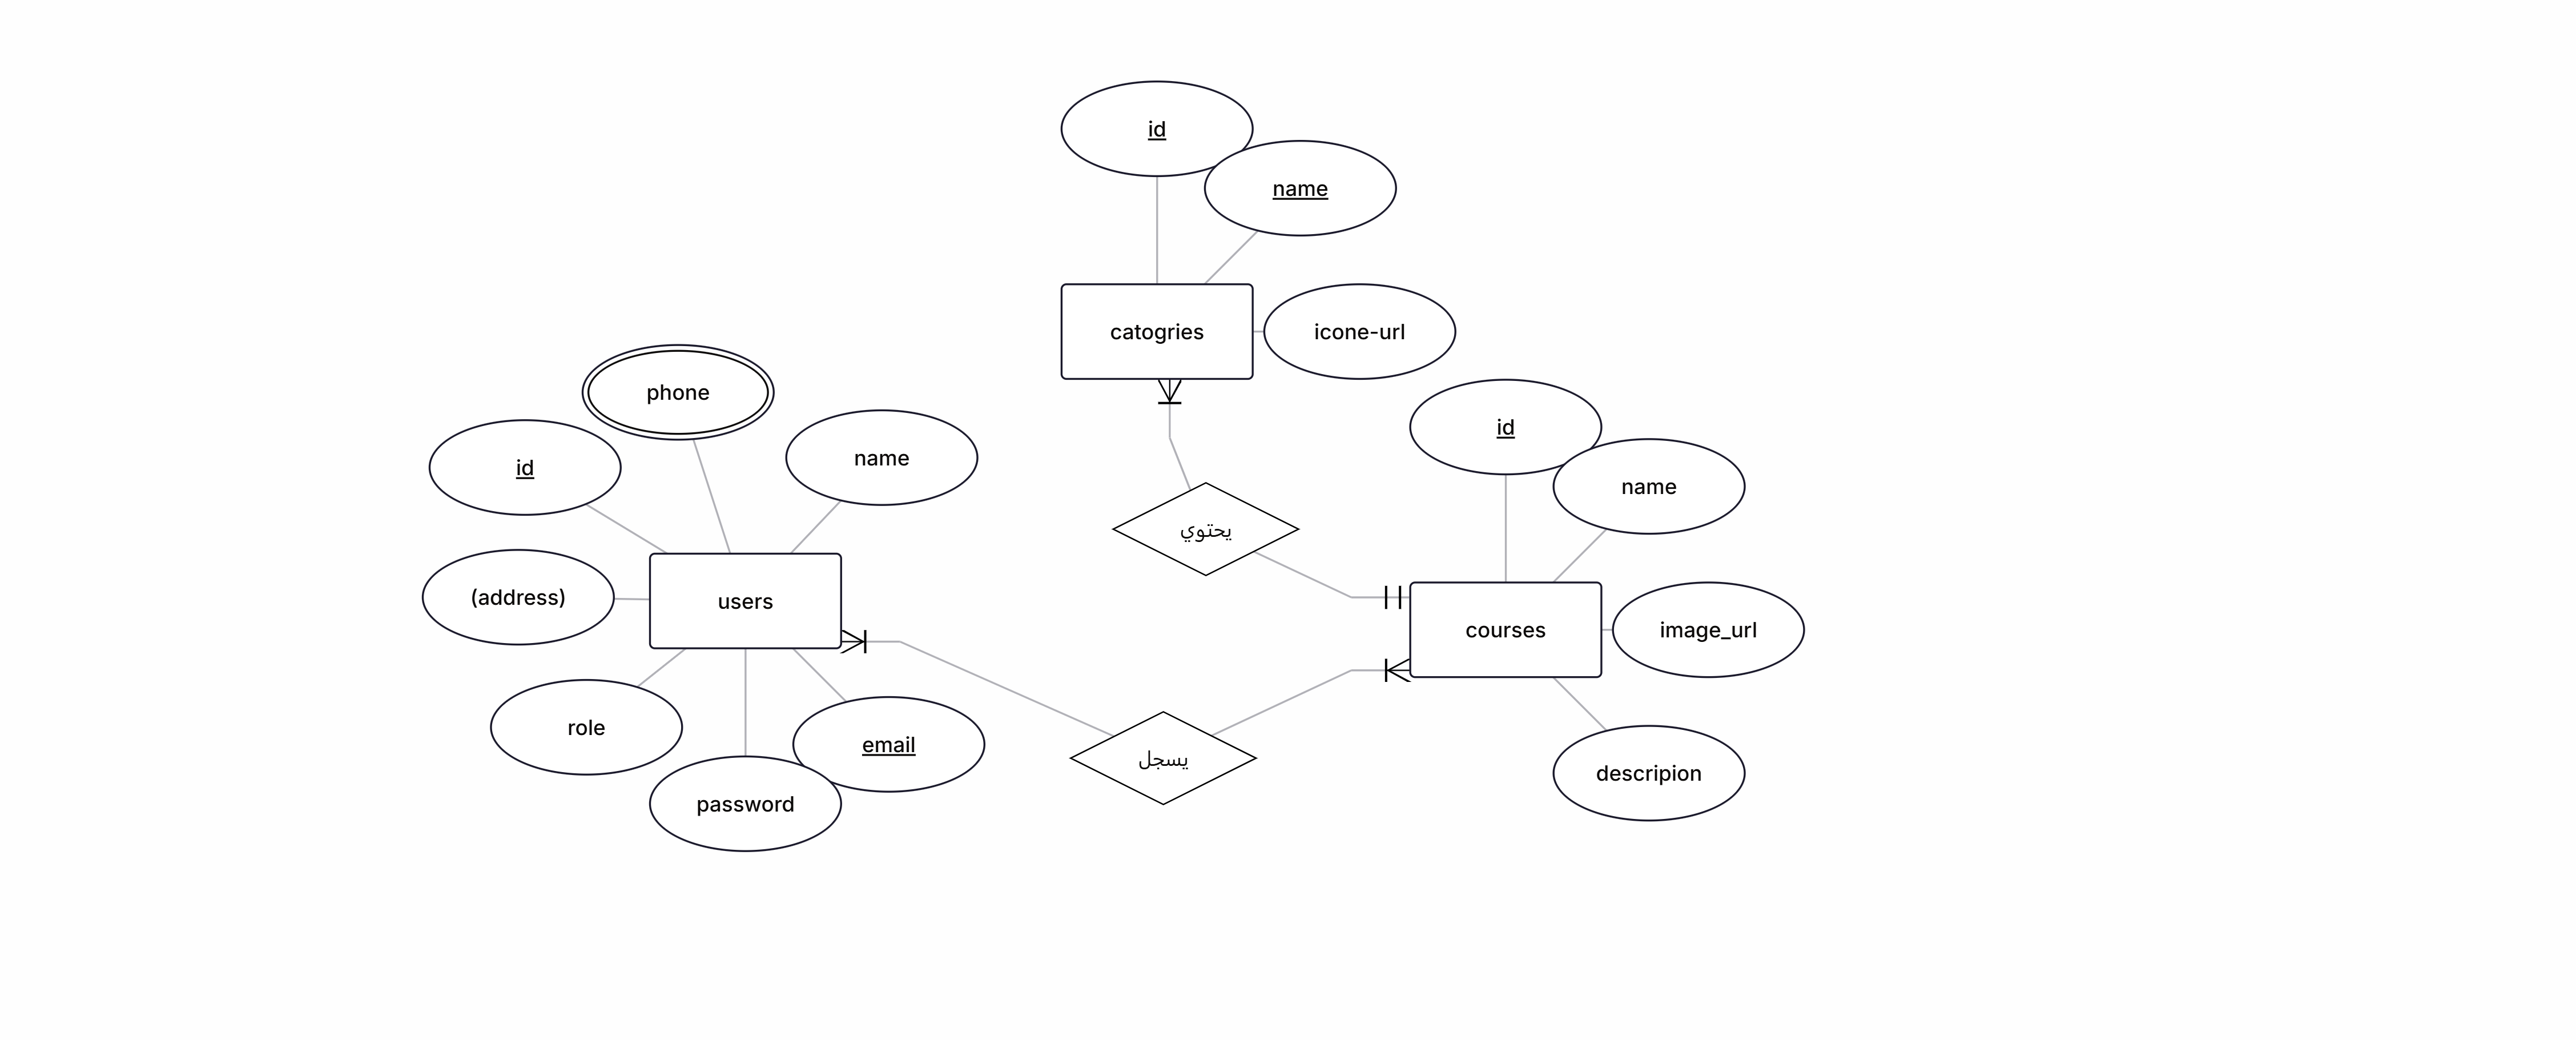 id
name
catogries
icone-url
phone
id
name
(address)
users
role
password
email
يحتوي
يسجل
id
name
courses
image_url
descripion